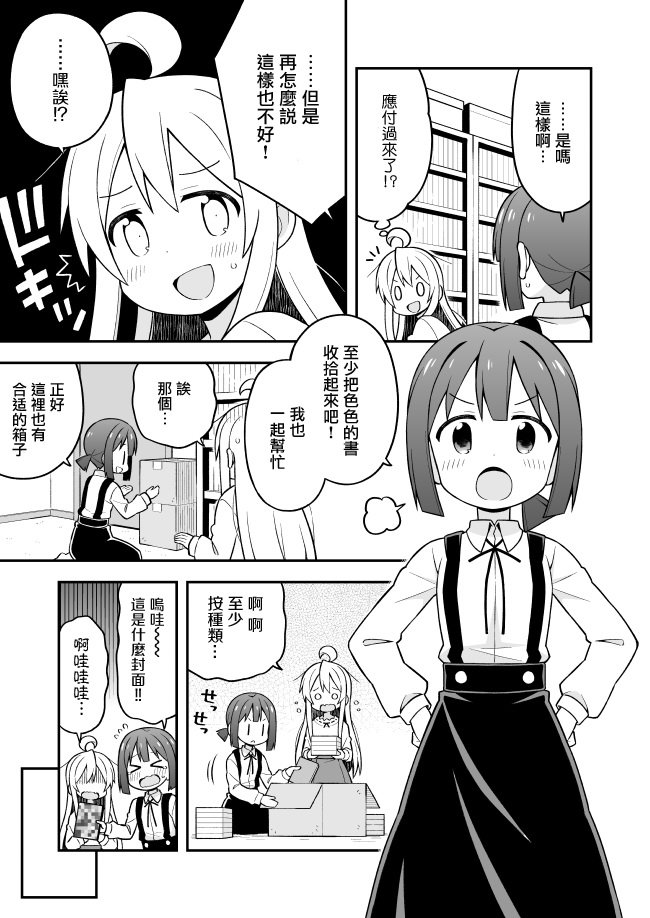 ……是嗎
這樣啊…
應付過來了!?
……但是
再怎麼說
這樣也不好！
……嘿誒!?
ドキッ
至少把色色的書
收拾起來吧！
我也
一起幫忙
誒
那個…
正好
這裡也有
合适的箱子
啊啊
至少
按種類…
せっ
せっ
嗚哇~~
這是什麼封面!!
啊哇哇哇…